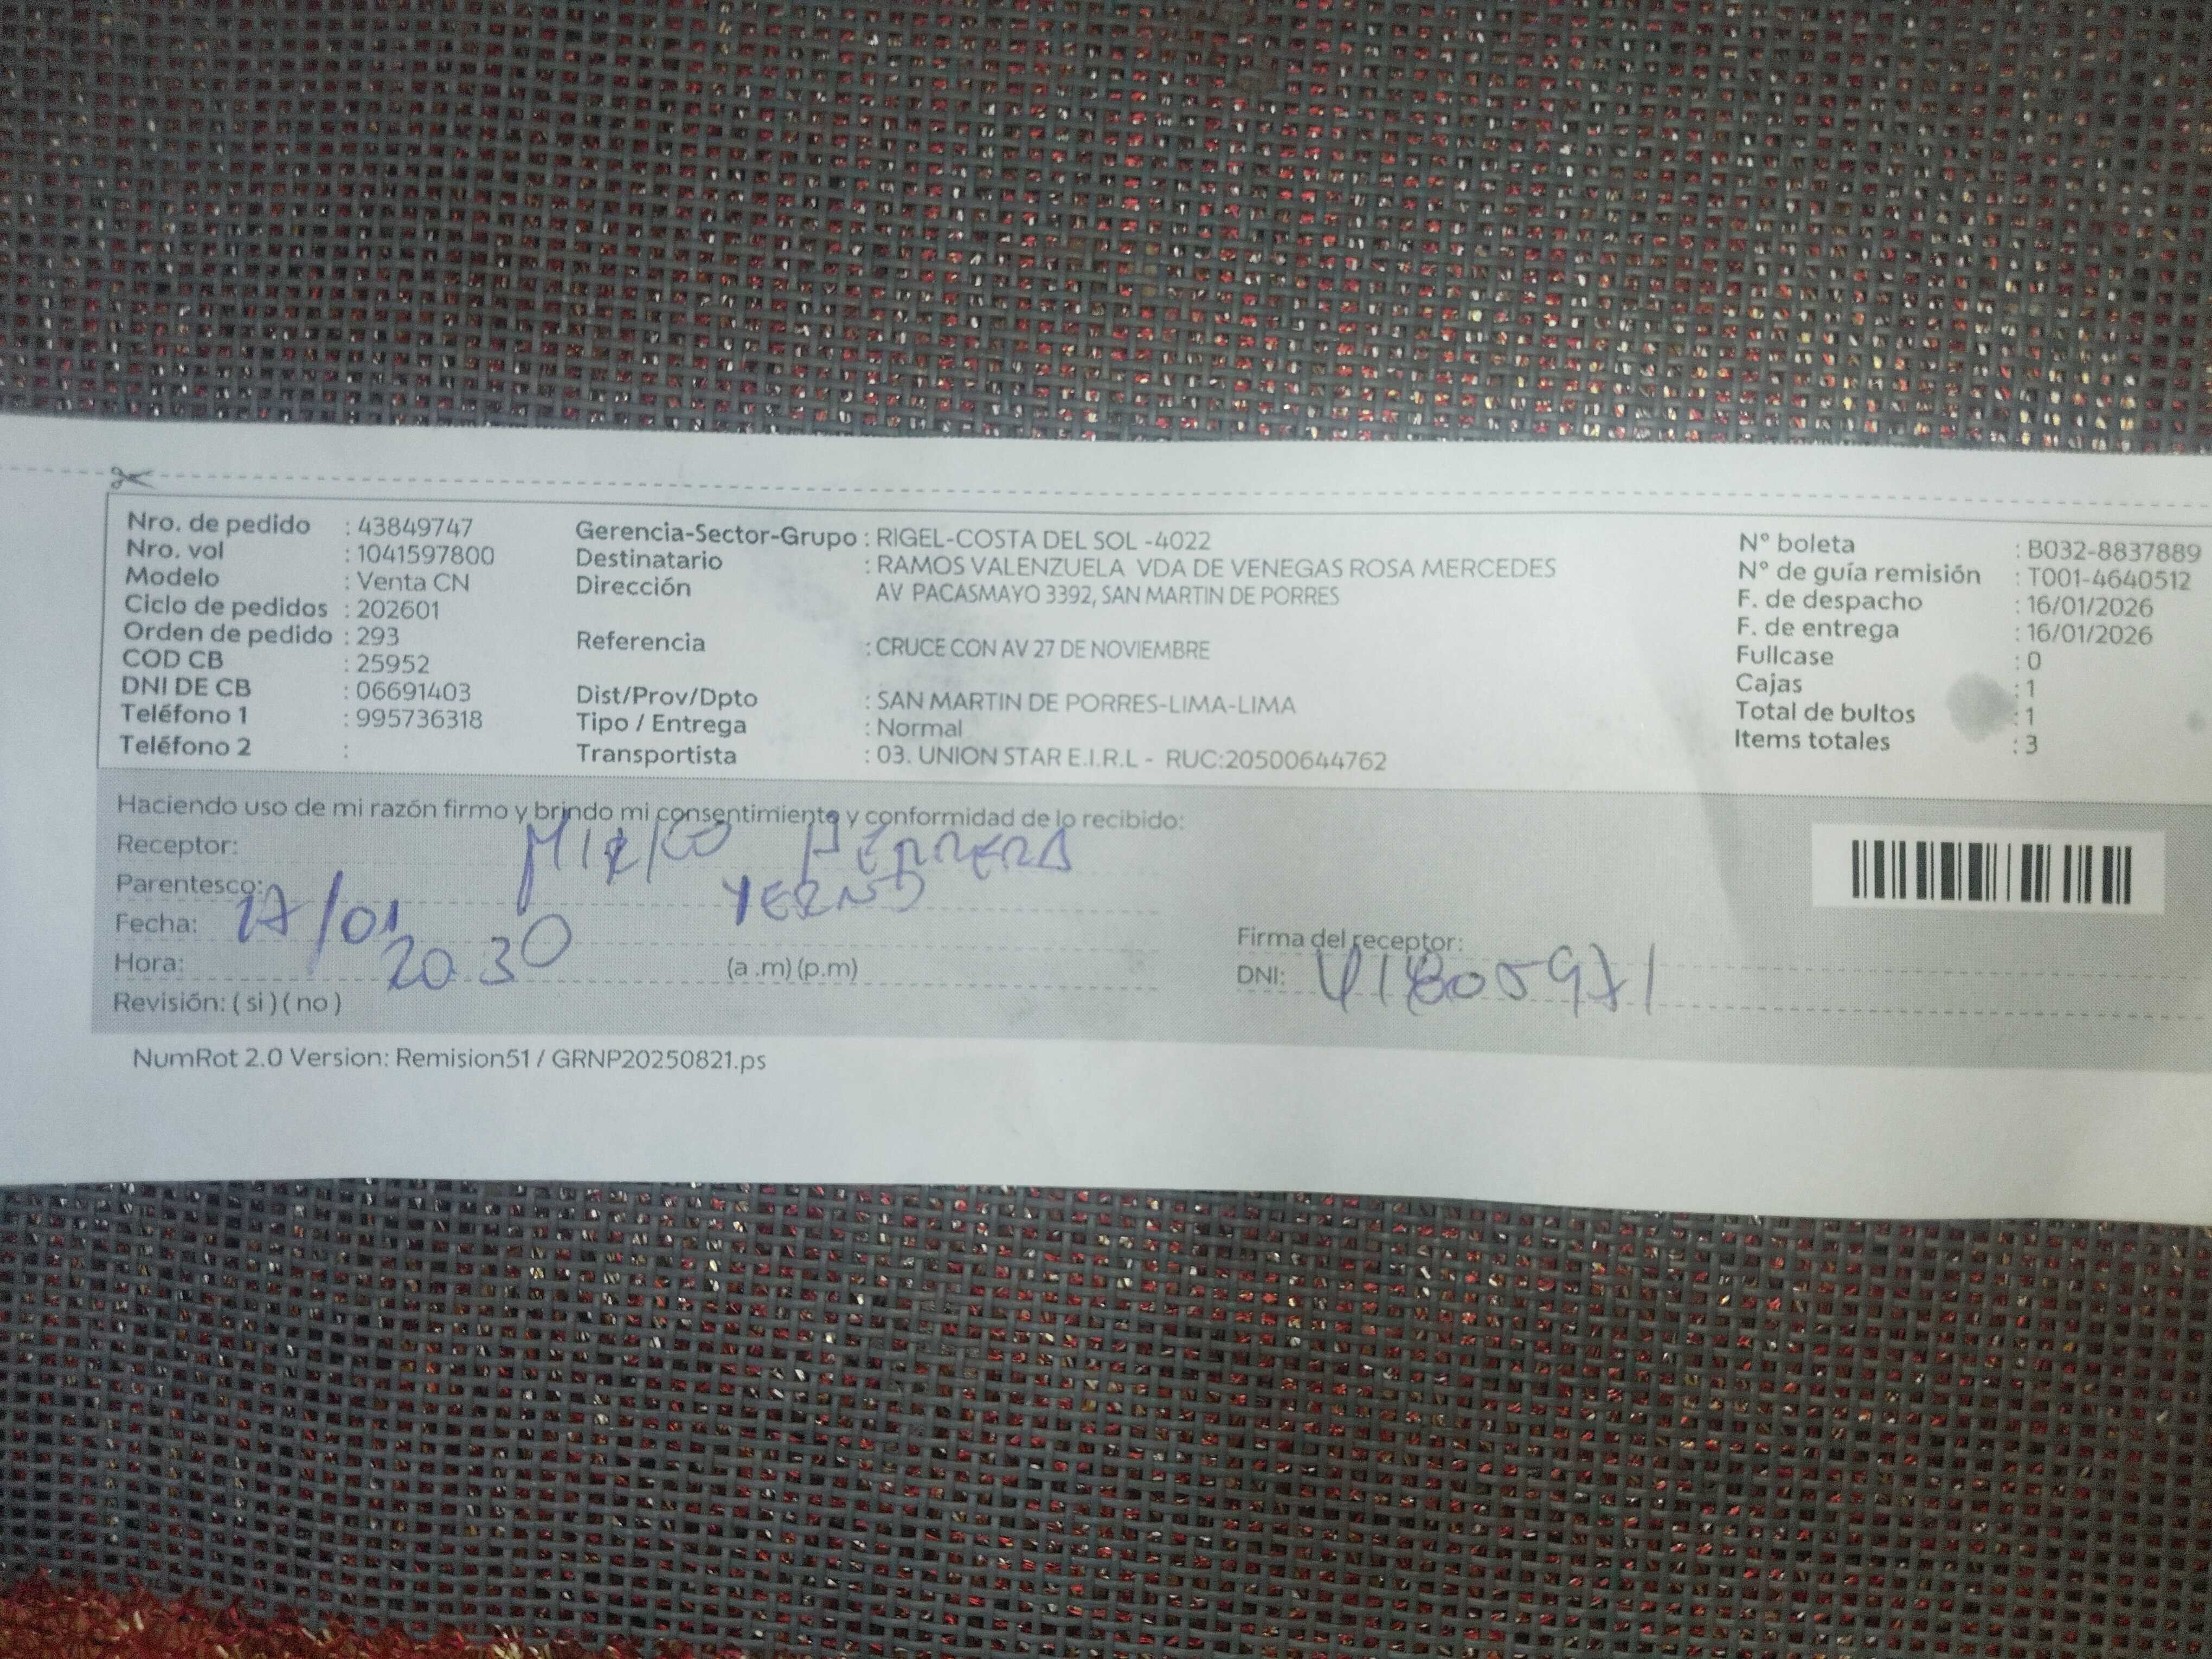 Nro. de pedido : 43849747
Nro. vol : 1041597800
Modelo : Venta CN
Ciclo de pedidos : 202601
Orden de pedido : 293
COD CB : 25952
DNI DE CB : 06691403
Teléfono 1 : 995736318
Teléfono 2 :
Gerencia-Sector-Grupo : RIGEL-COSTA DEL SOL -4022
Destinatario : RAMOS VALENZUELA VDA DE VENEGAS ROSA MERCEDES
Dirección AV PACASMAYO 3392, SAN MARTIN DE PORRES
Referencia : CRUCE CON AV 27 DE NOVIEMBRE
Dist/Prov/Dpto : SAN MARTIN DE PORRES-LIMA-LIMA
Tipo / Entrega : Normal
Transportista : 03. UNION STAR E.I.R.L - RUC:20500644762
N° boleta : B032-8837889
N° de guía remisión : T001-4640512
F. de despacho : 16/01/2026
F. de entrega : 16/01/2026
Fullcase : 0
Cajas : 1
Total de bultos : 1
Items totales : 3
Haciendo uso de mi razón firmo y brindo mi consentimiento y conformidad de lo recibido:
Receptor: HERRERA
Parentesco: YERNO
Fecha: 17/01
Hora: 20.30 (a .m) (p.m)
Revisión: ( si ) ( no )
Firma del receptor:
DNI: 41805971
NumRot 2.0 Version: Remision51 / GRNP20250821.ps